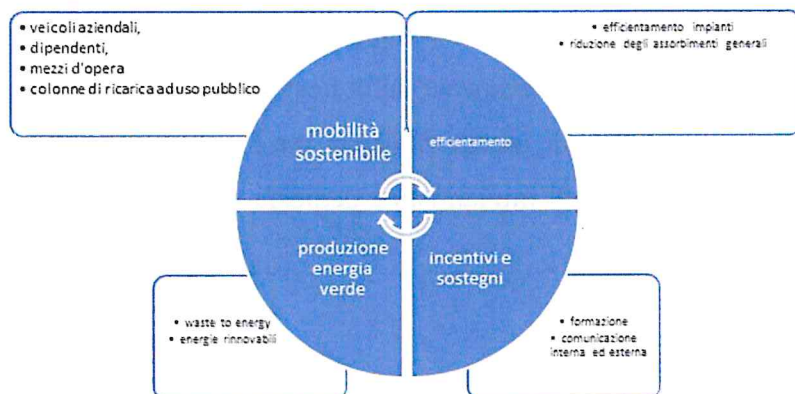 • veicoli aziendali,
• dipendenti,
• mezzi d'opera
• colonne di ricarica ad uso pubblico
• efficientamento impianti
• riduzione degli assorbimenti generali
mobilità
sostenibile
efficientamento
produzione
energia
verde
incentivi e
sostegni
• waste to energy
• energie rinnovabili
• formazione
• comunicazione
interna ed esterna